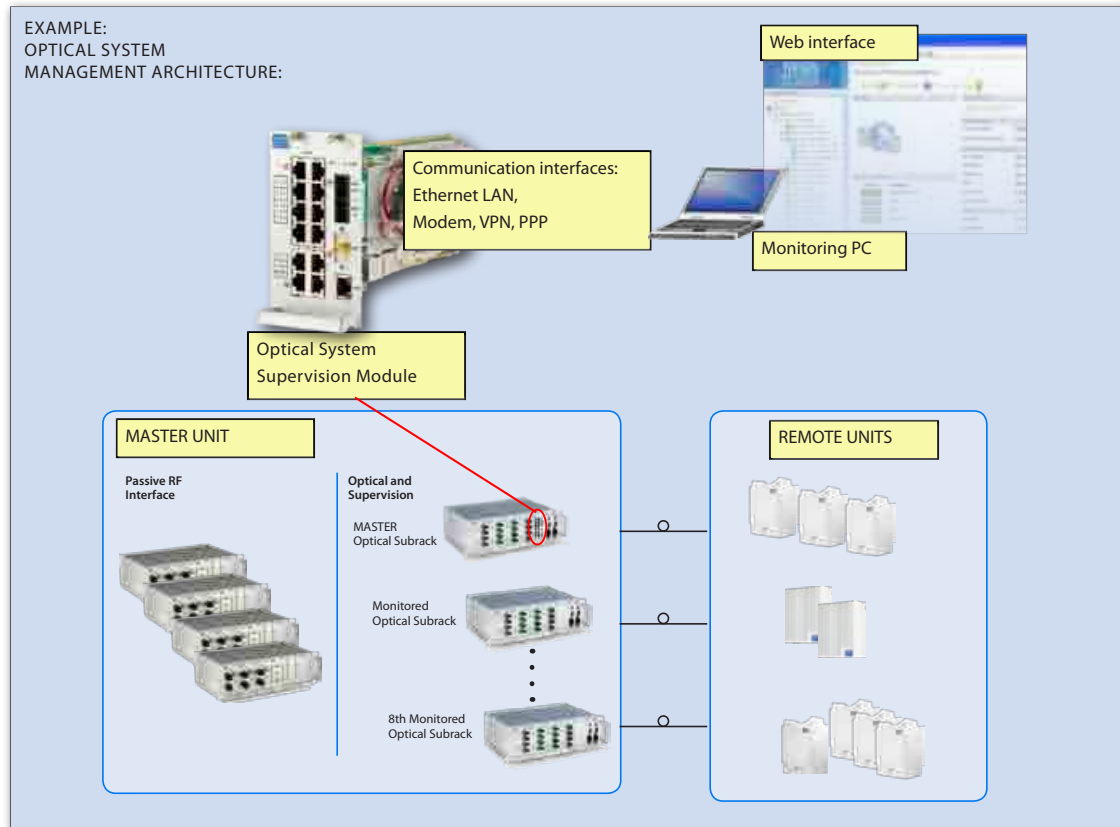 EXAMPLE:
OPTICAL SYSTEM
MANAGEMENT ARCHITECTURE:
Web interface
Communication interfaces:
Ethernet LAN,
Modem, VPN, PPP
Monitoring PC
Optical System
Supervision Module
MASTER UNIT
Passive RF
Interface
Optical and
Supervision
MASTER
Optical Subrack
Monitored
Optical Subrack
8th Monitored
Optical Subrack
REMOTE UNITS